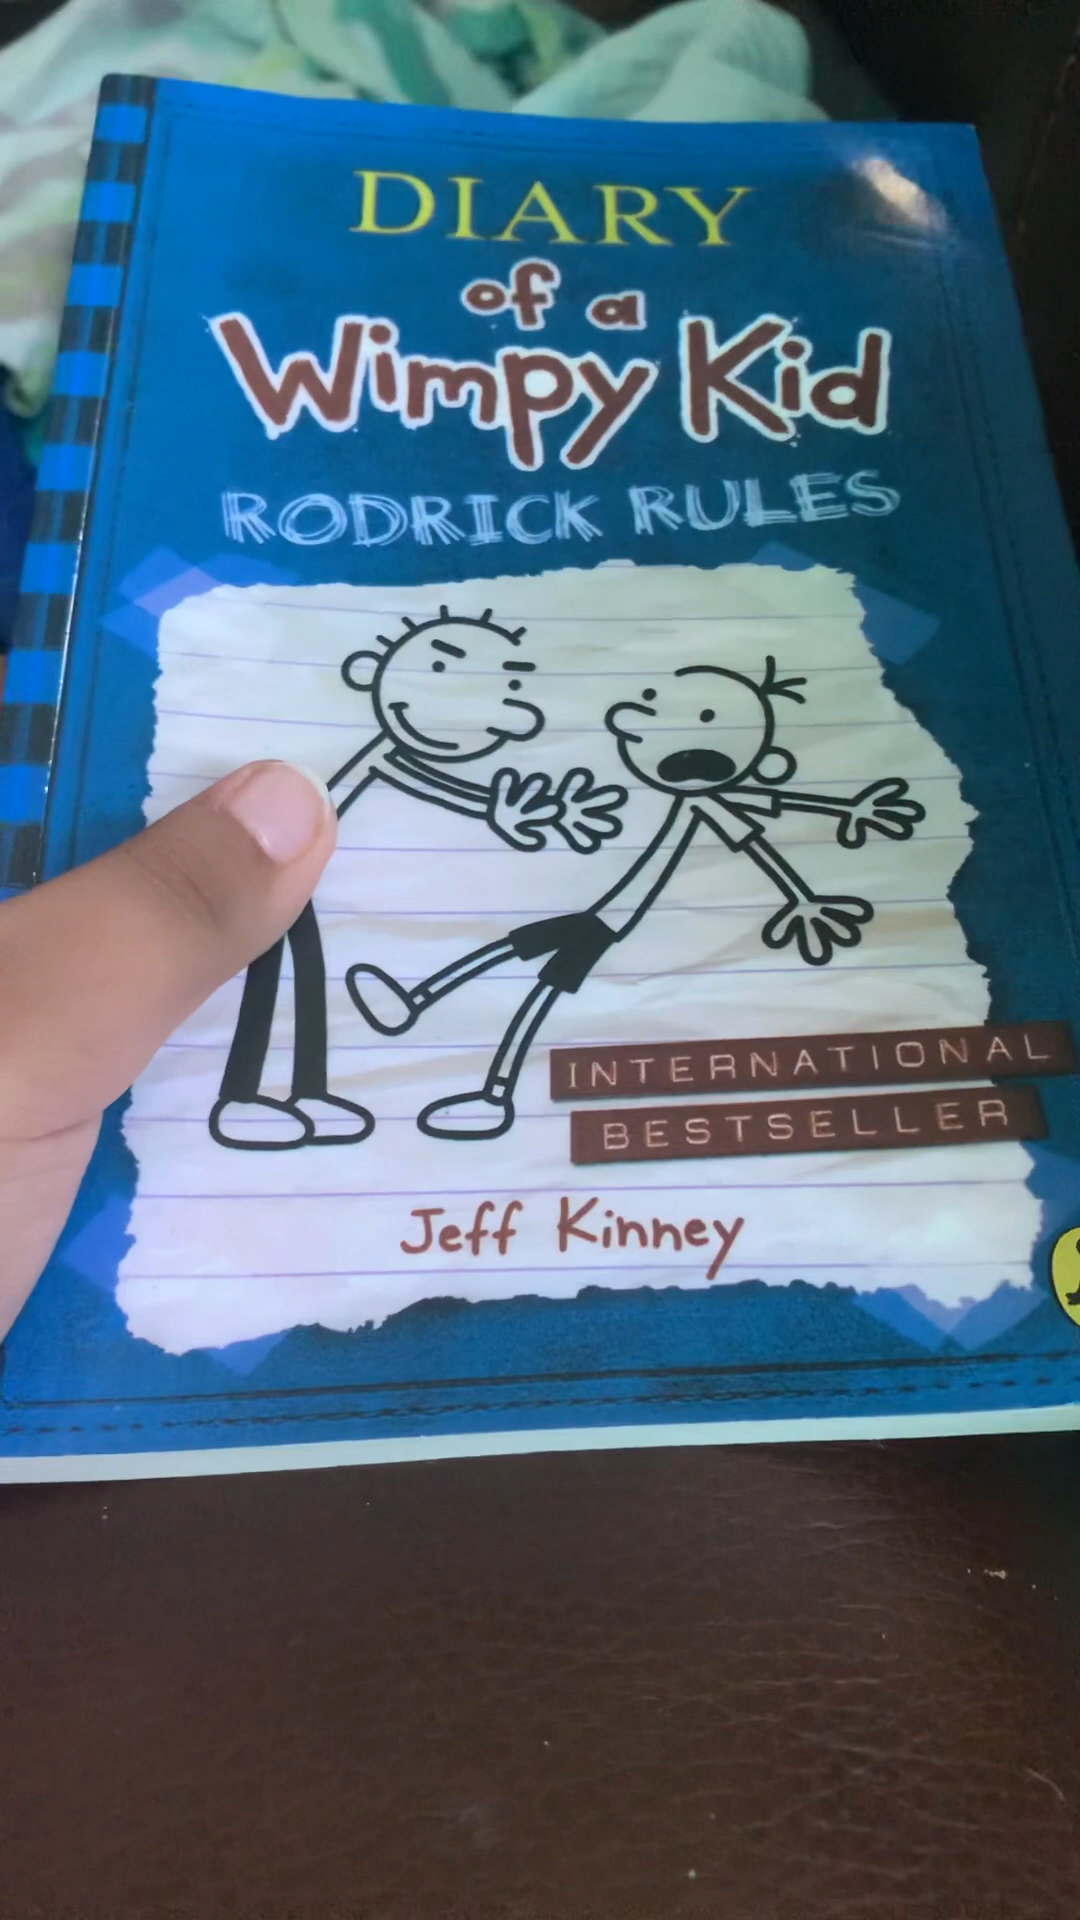 DIARY
of a
Wimpy Kid
RODRICK RULES
INTERNATIONAL
BESTSELLER
Jeff Kinney